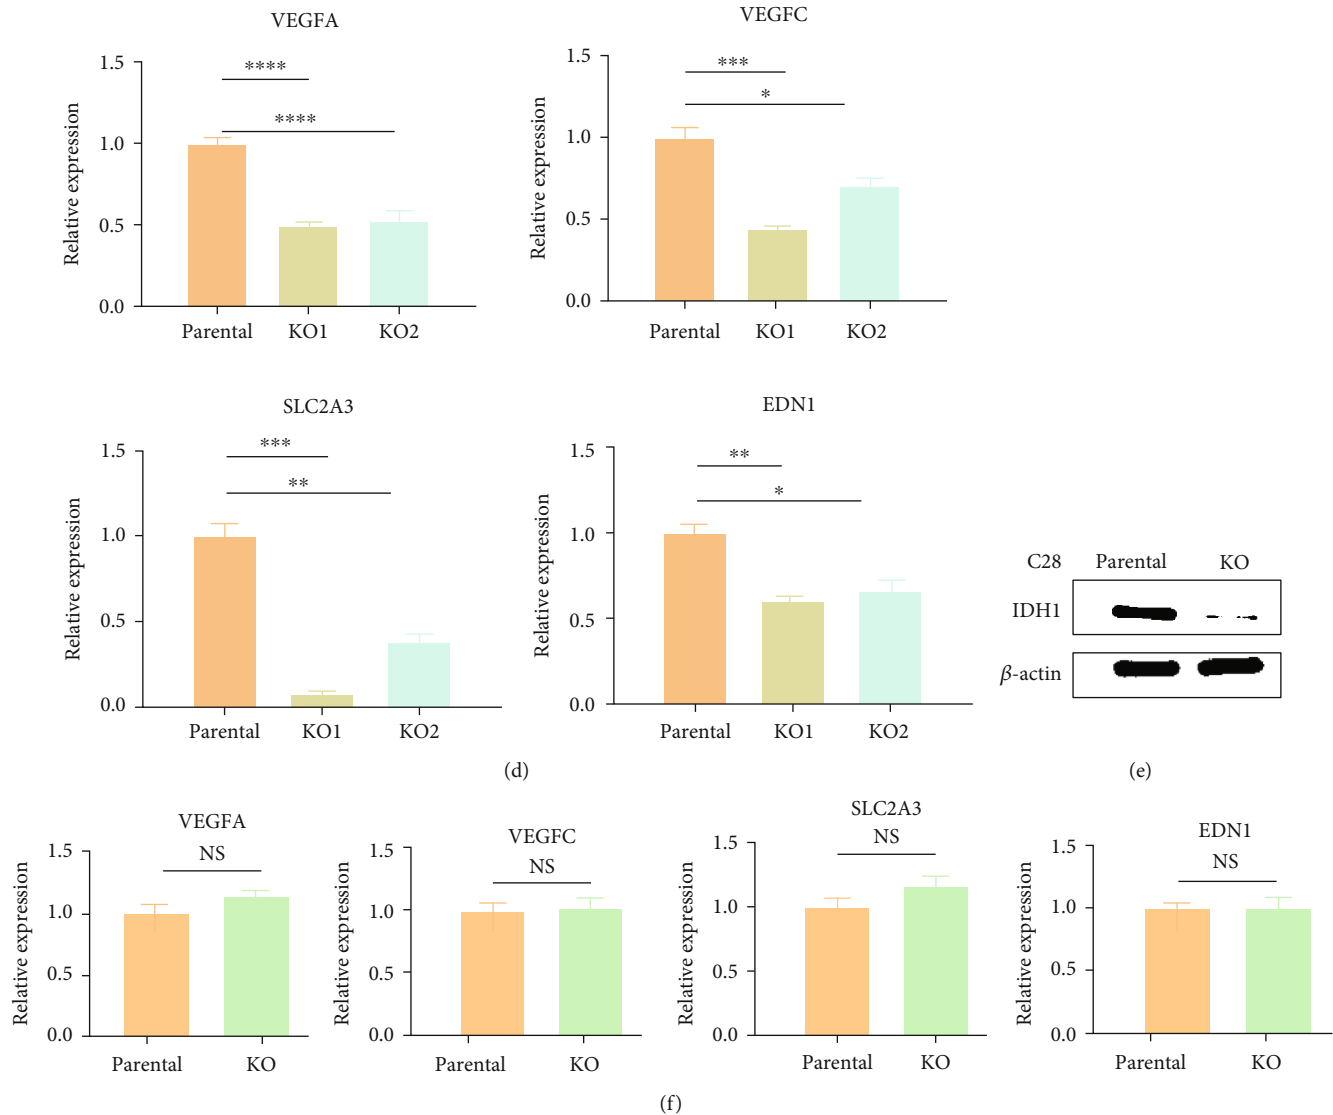 VEGFA
Relative expression
1.5
1.0
0.5
0.0
****
****
Parental KO1 KO2
VEGFC
Relative expression
1.5
1.0
0.5
0.0
***
*
Parental KO1 KO2
SLC2A3
Relative expression
1.5
1.0
0.5
0.0
***
**
Parental KO1 KO2
EDN1
Relative expression
1.5
1.0
0.5
0.0
**
*
Parental KO1 KO2
(d)
C28 Parental KO
IDH1
β-actin
(e)
VEGFA
Relative expression
1.5
1.0
0.5
0.0
NS
Parental KO
VEGFC
Relative expression
1.5
1.0
0.5
0.0
NS
Parental KO
SLC2A3
Relative expression
1.5
1.0
0.5
0.0
NS
Parental KO
EDN1
Relative expression
1.5
1.0
0.5
0.0
NS
Parental KO
(f)